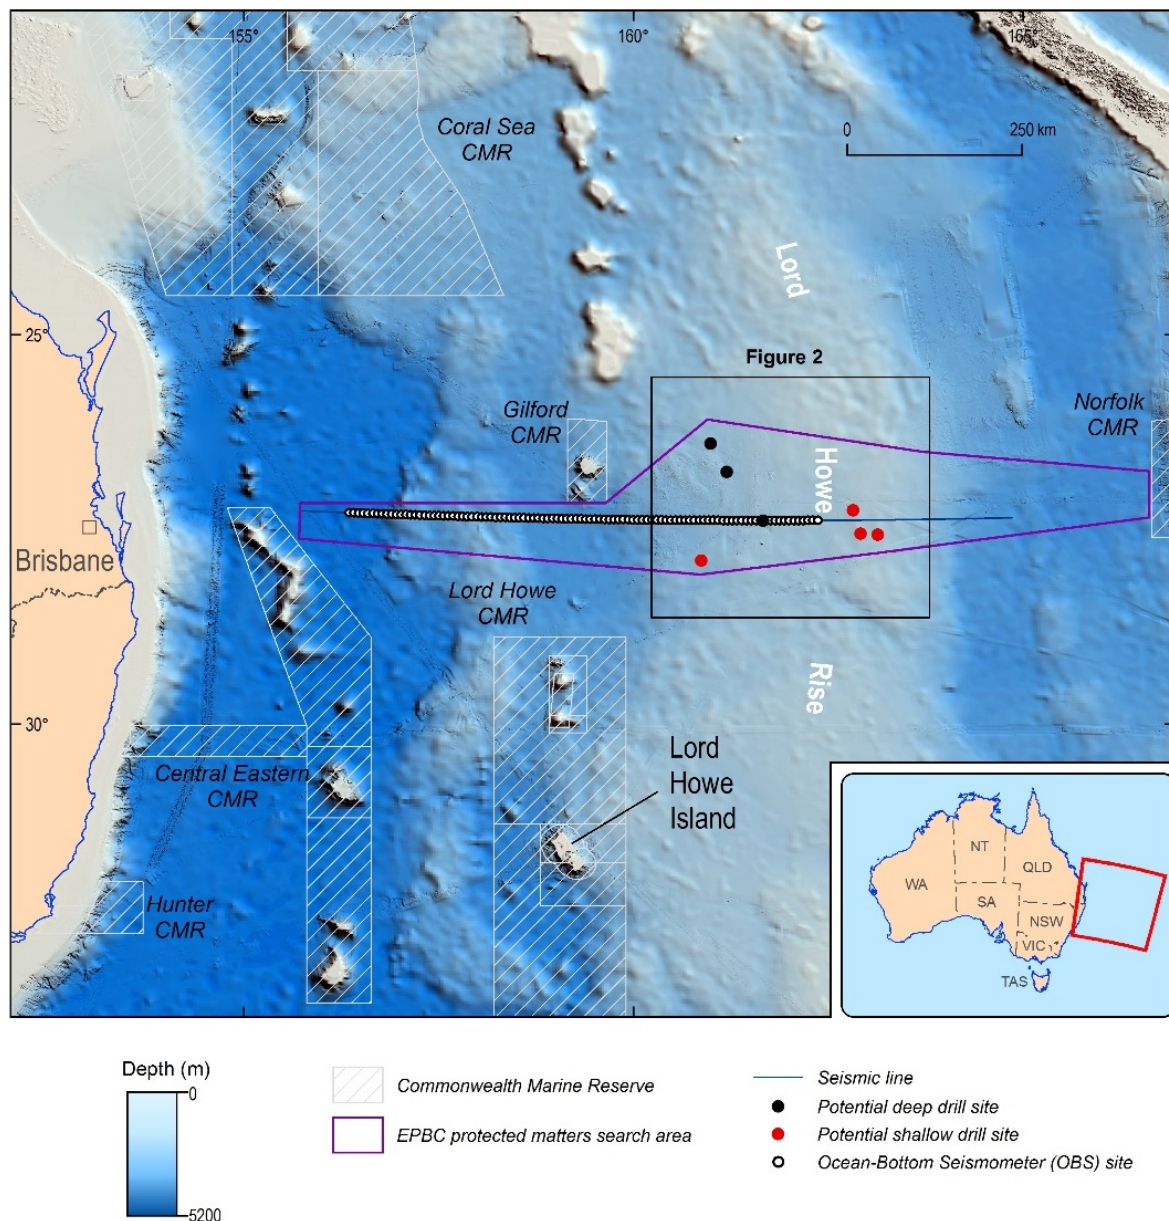 155°
160°
165°
Coral Sea
CMR
0
250 km
Lord
25°
Figure 2
Gilford
CMR
Norfolk
CMR
Howe
Brisbane
Lord Howe
CMR
Rise
30°
Lord
Howe
Island
Central Eastern
CMR
Hunter
CMR
NT
QLD
WA
SA
NSW
VIC
TAS
Depth (m)
0
5200
Commonwealth Marine Reserve
EPBC protected matters search area
Seismic line
Potential deep drill site
Potential shallow drill site
Ocean-Bottom Seismometer (OBS) site